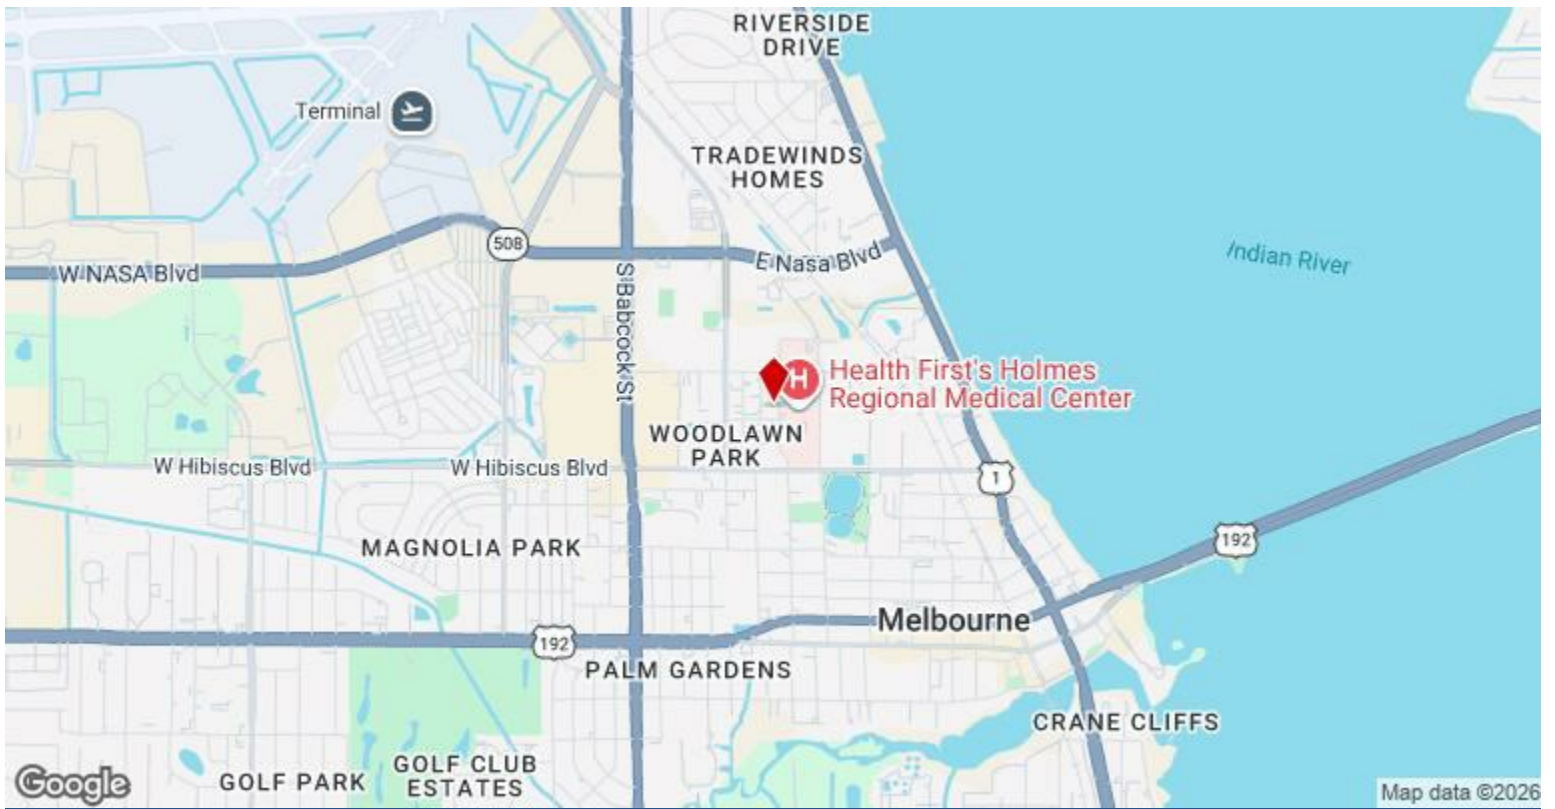 RIVERSIDE
DRIVE
Terminal
TRADEWINDS
HOMES
508
E Nasa Blvd
Indian River
W NASA Blvd
S Babcock St
H
Health First's Holmes
Regional Medical Center
WOODLAWN
PARK
W Hibiscus Blvd
W Hibiscus Blvd
1
192
MAGNOLIA PARK
Melbourne
192
PALM GARDENS
CRANE CLIFFS
GOLF CLUB
ESTATES
GOLF PARK
Google
Map data ©2026